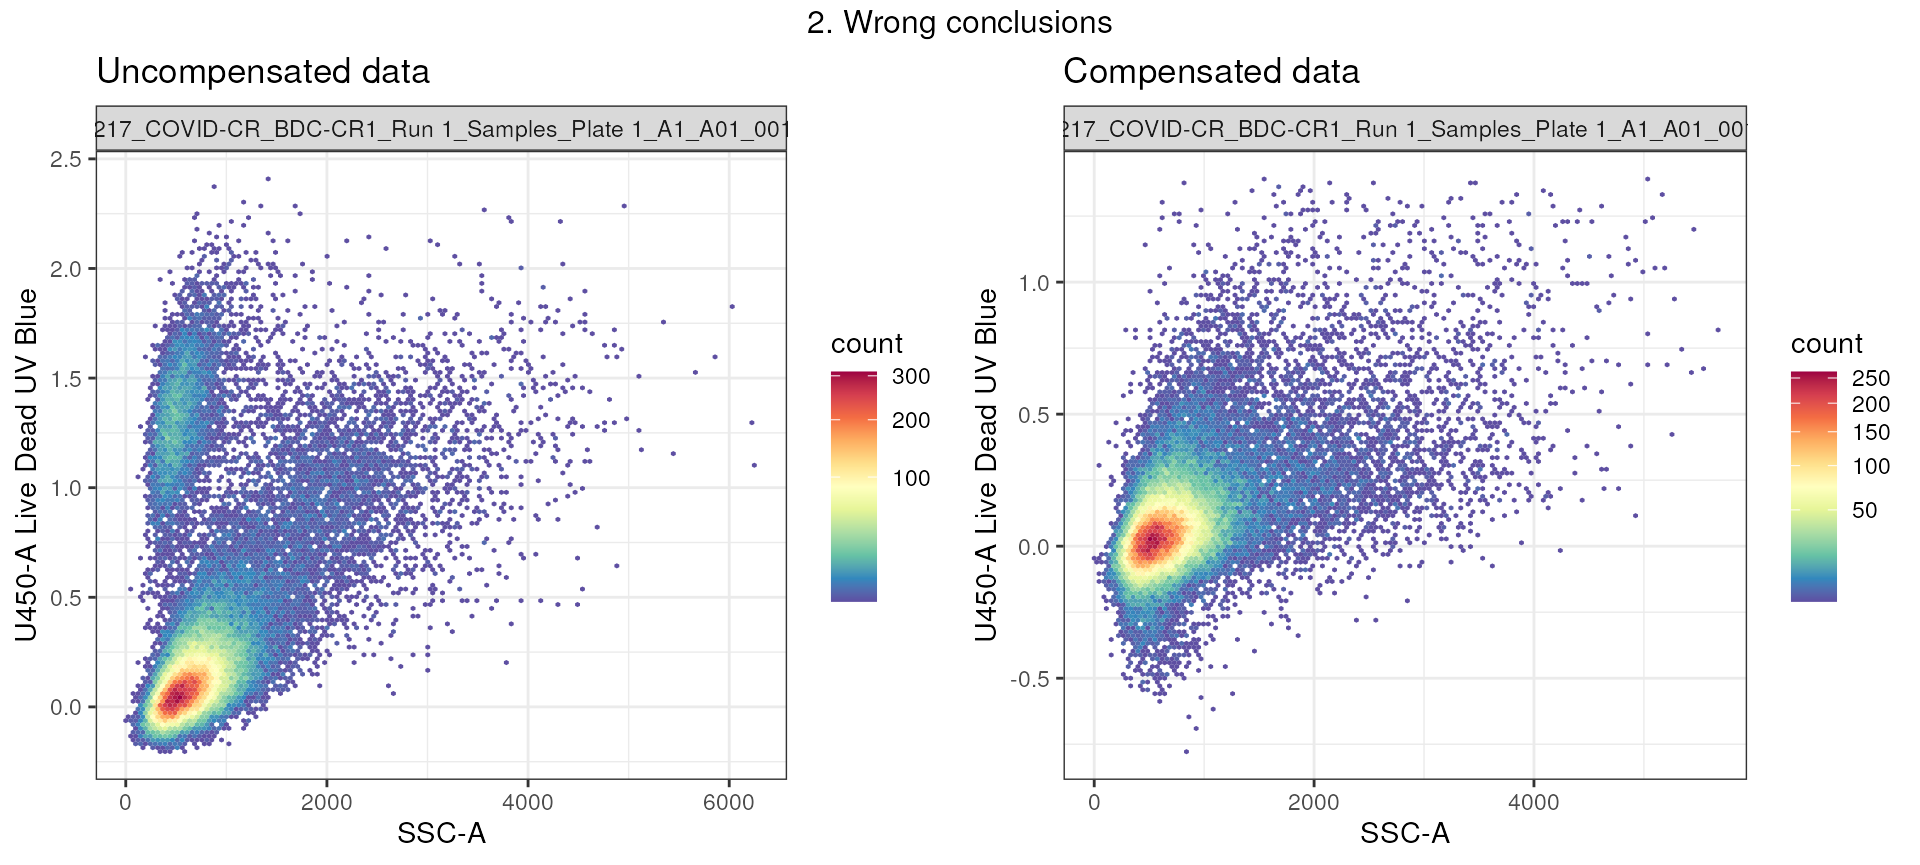 2. Wrong conclusions
Uncompensated data
217_COVID-CR_BDC-CR1_Run 1_Samples_Plate 1_A1_A01_001
2.5
2.0
1.5
1.0
0.5
0.0
U450-A Live Dead UV Blue
0
2000
4000
6000
SSC-A
count
300
200
100
Compensated data
217_COVID-CR_BDC-CR1_Run 1_Samples_Plate 1_A1_A01_001
1.0
0.5
0.0
-0.5
U450-A Live Dead UV Blue
0
2000
4000
SSC-A
count
250
200
150
100
50